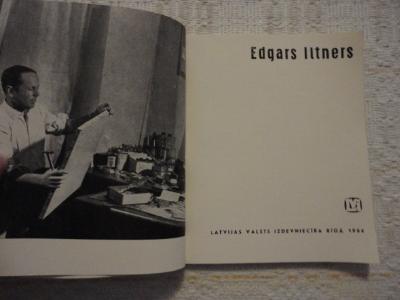 Edgars Iltners
M
LATVIJAS VALSTS IZDEVNIECĪBA RĪGĀ 1964